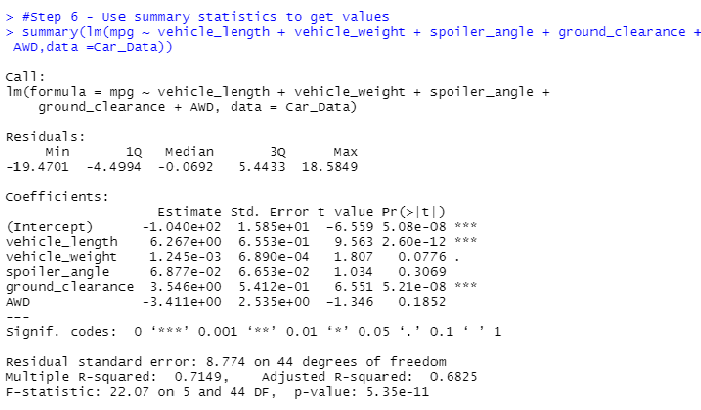 > #Step 6 - Use summary statistics to get values
> summary(lm(mpg ~ vehicle_length + vehicle_weight + spoiler_angle + ground_clearance +
AWD,data =Car_Data))
Call:
lm(formula = mpg ~ vehicle_length + vehicle_weight + spoiler_angle +
    ground_clearance + AWD, data = Car_Data)
Residuals:
     Min       1Q   Median       3Q      Max
-19.4701  -4.4994  -0.0692   5.4433  18.5849
Coefficients:
                   Estimate Std. Error t value Pr(>|t|)
(Intercept)      -1.040e+02  1.585e+01  -6.559 5.08e-08 ***
vehicle_length    6.267e+00  6.553e-01   9.563 2.60e-12 ***
vehicle_weight    1.245e-03  6.890e-04   1.807   0.0776 .
spoiler_angle     6.877e-02  6.653e-02   1.034   0.3069
ground_clearance  3.546e+00  5.412e-01   6.551 5.21e-08 ***
AWD              -3.411e+00  2.535e+00  -1.346   0.1852
---
Signif. codes:  0 ‘***’ 0.001 ‘**’ 0.01 ‘*’ 0.05 ‘.’ 0.1 ‘ ’ 1
Residual standard error: 8.774 on 44 degrees of freedom
Multiple R-squared:  0.7149,    Adjusted R-squared:  0.6825
F-statistic: 22.07 on 5 and 44 DF,  p-value: 5.35e-11